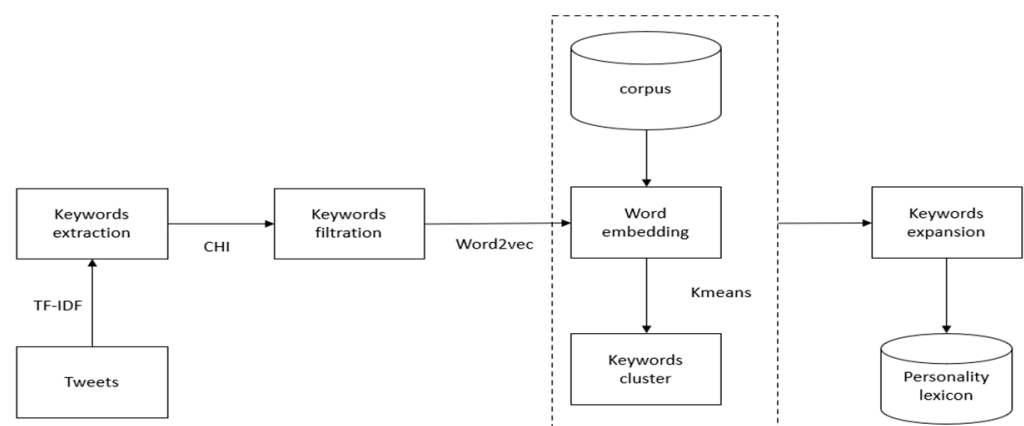 corpus
Keywords
extraction
CHI
Keywords
filtration
Word2vec
Word
embedding
Keywords
expansion
TF-IDF
Kmeans
Tweets
Keywords
cluster
Personality
lexicon